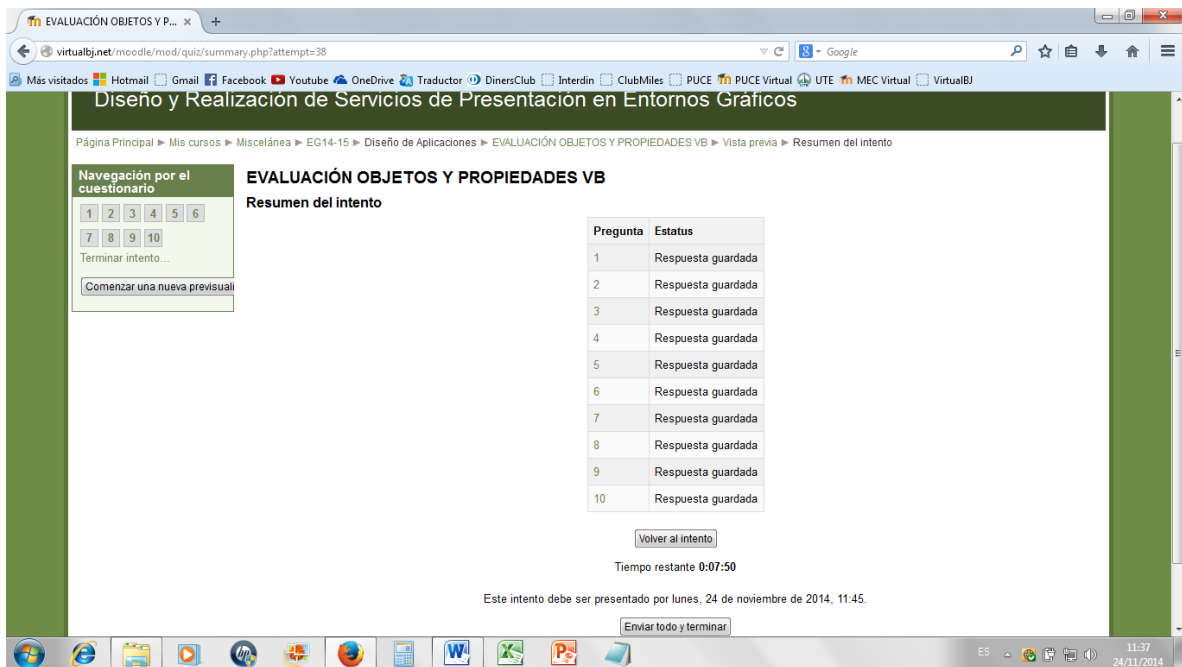 EVALUACIÓN OBJETOS Y P...
virtualbj.net/moodle/mod/quiz/summary.php?attempt=38
Google
Más visitados Hotmail Gmail Facebook Youtube OneDrive Traductor DinersClub Interdin ClubMiles PUCE PUCE Virtual UTE MEC Virtual VirtualBJ
Diseño y Realización de Servicios de Presentación en Entornos Gráficos
Página Principal ► Mis cursos ► Miscelánea ► EG14-15 ► Diseño de Aplicaciones ► EVALUACIÓN OBJETOS Y PROPIEDADES VB ► Vista previa ► Resumen del intento
Navegación por el
cuestionario
1 2 3 4 5 6
7 8 9 10
Terminar intento...
Comenzar una nueva previsuali
EVALUACIÓN OBJETOS Y PROPIEDADES VB
Resumen del intento
Pregunta Estatus
1 Respuesta guardada
2 Respuesta guardada
3 Respuesta guardada
4 Respuesta guardada
5 Respuesta guardada
6 Respuesta guardada
7 Respuesta guardada
8 Respuesta guardada
9 Respuesta guardada
10 Respuesta guardada
Volver al intento
Tiempo restante 0:07:50
Este intento debe ser presentado por lunes, 24 de noviembre de 2014, 11:45.
Enviar todo y terminar
ES
11:37
24/11/2014